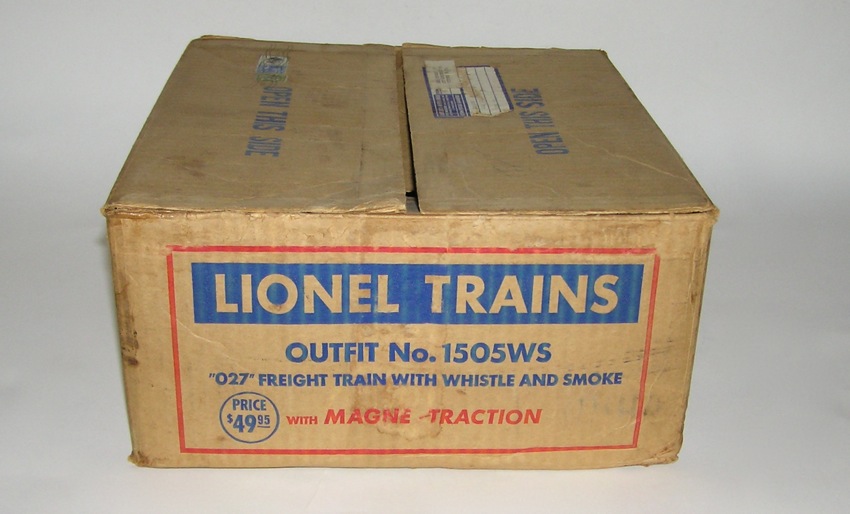 OPEN THIS SIDE
OPEN THIS SIDE
LIONEL TRAINS
OUTFIT No. 1505WS
"027" FREIGHT TRAIN WITH WHISTLE AND SMOKE
PRICE
$49.95
WITH MAGNE-TRACTION